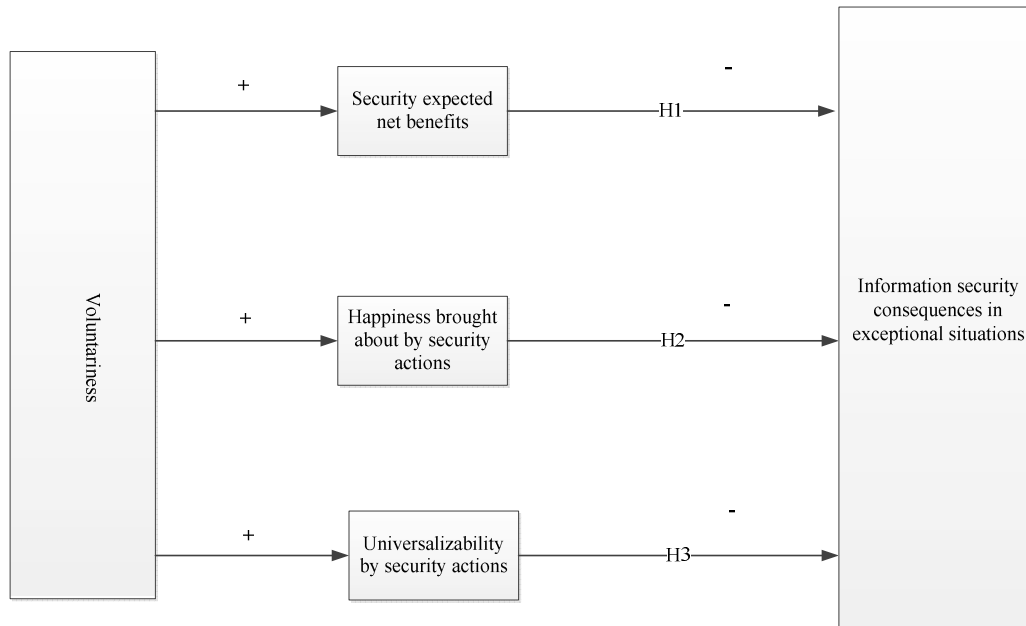 Voluntariness
+
Security expected
net benefits
-
H1
+
Happiness brought
about by security
actions
-
H2
+
Universalizability
by security actions
-
H3
Information security
consequences in
exceptional situations